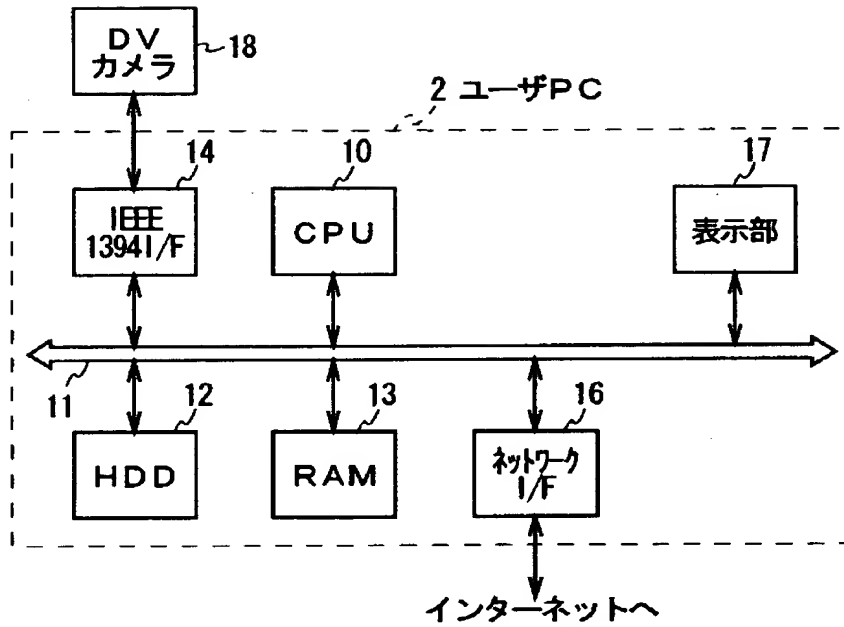 DV
カメラ
18
2 ユーザPC
14
10
17
IEEE
1394I/F
CPU
表示部
11
12
13
16
HDD
RAM
ネットワーク
I/F
インターネットへ